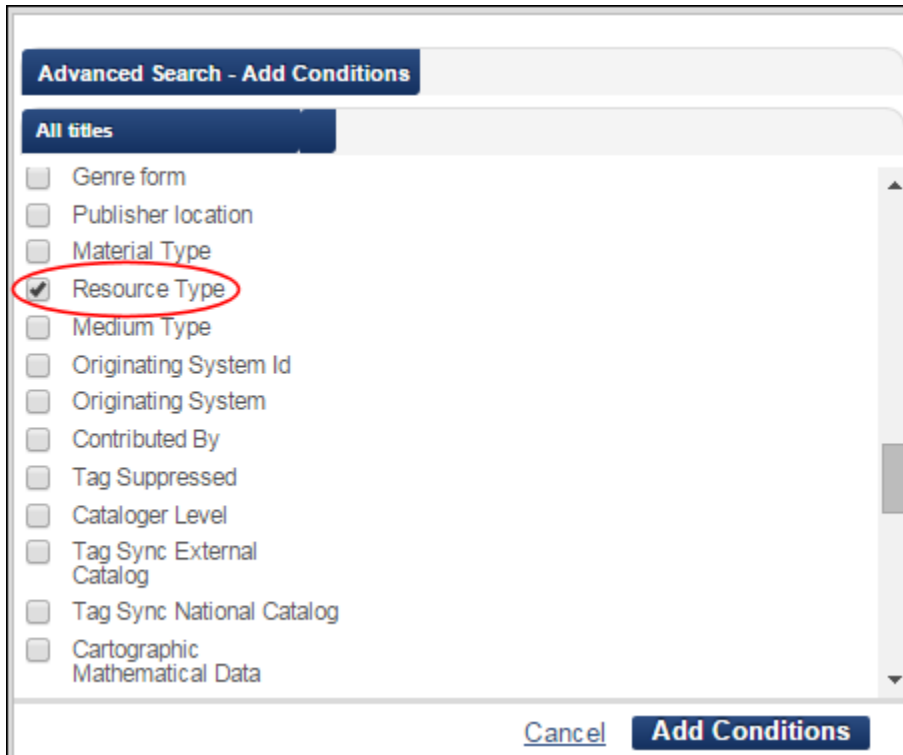 Advanced Search - Add Conditions
All titles
Genre form
Publisher location
Material Type
Resource Type
Medium Type
Originating System Id
Originating System
Contributed By
Tag Suppressed
Cataloger Level
Tag Sync External
Catalog
Tag Sync National Catalog
Cartographic
Mathematical Data
Cancel Add Conditions